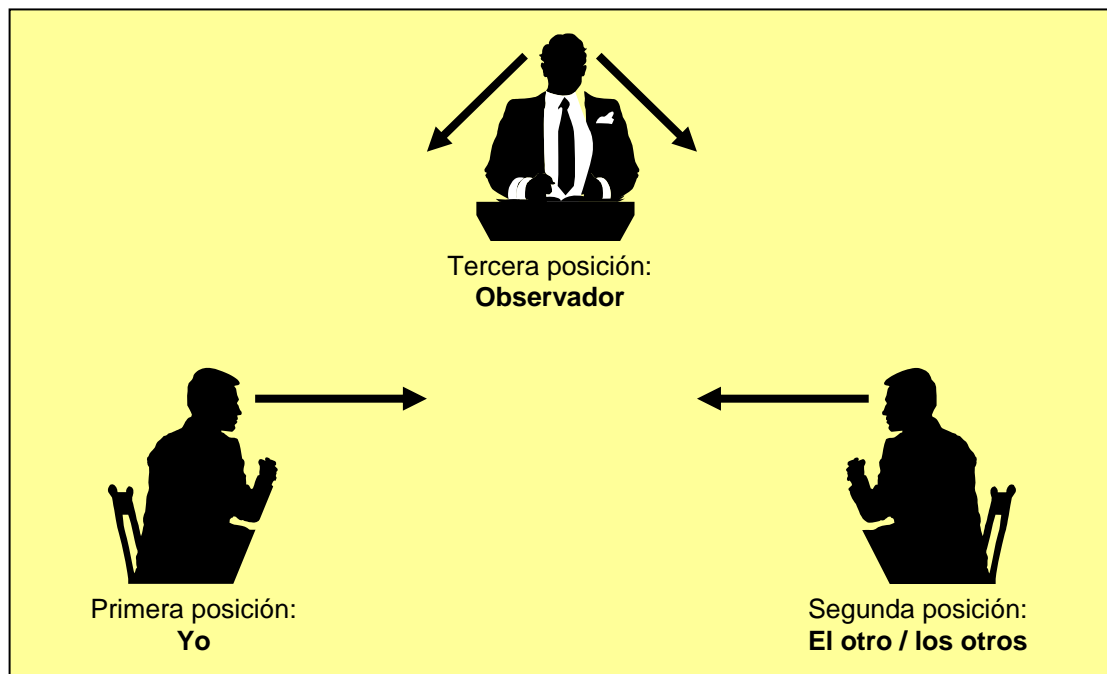 Tercera posición:
Observador
Primera posición:
Yo
Segunda posición:
El otro / los otros